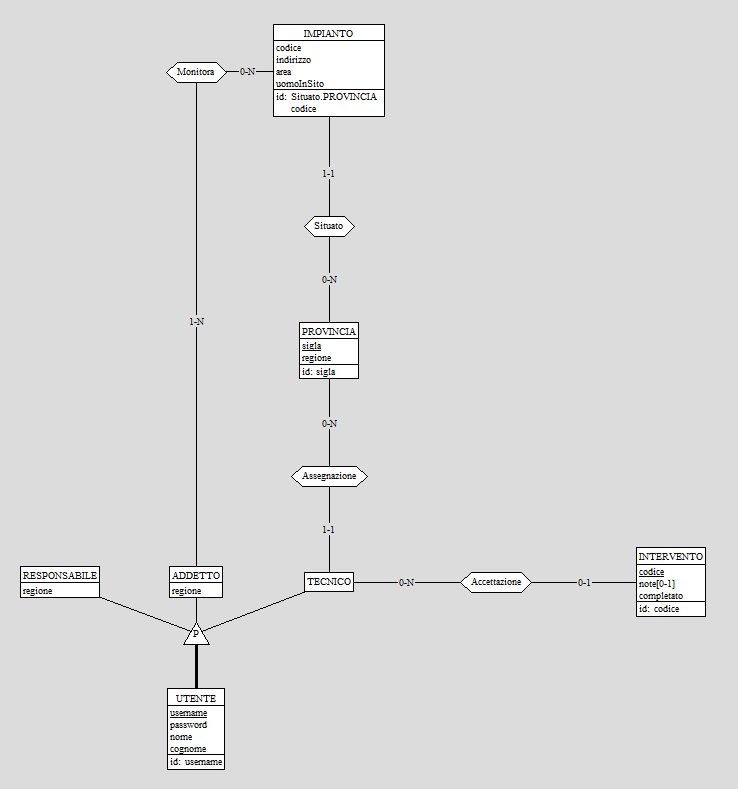 IMPIANTO
codice
indirizzo
area
uomoInSito
id: Situato.PROVINCIA
codice
Monitora
0-N
1-1
Situato
0-N
1-N
PROVINCIA
sigla
regione
id: sigla
0-N
Assegnazione
1-1
RESPONSABILE
regione
ADDETTO
regione
TECNICO
0-N
Accettazione
0-1
INTERVENTO
codice
note[0-1]
completato
id: codice
P
UTENTE
username
password
nome
cognome
id: username